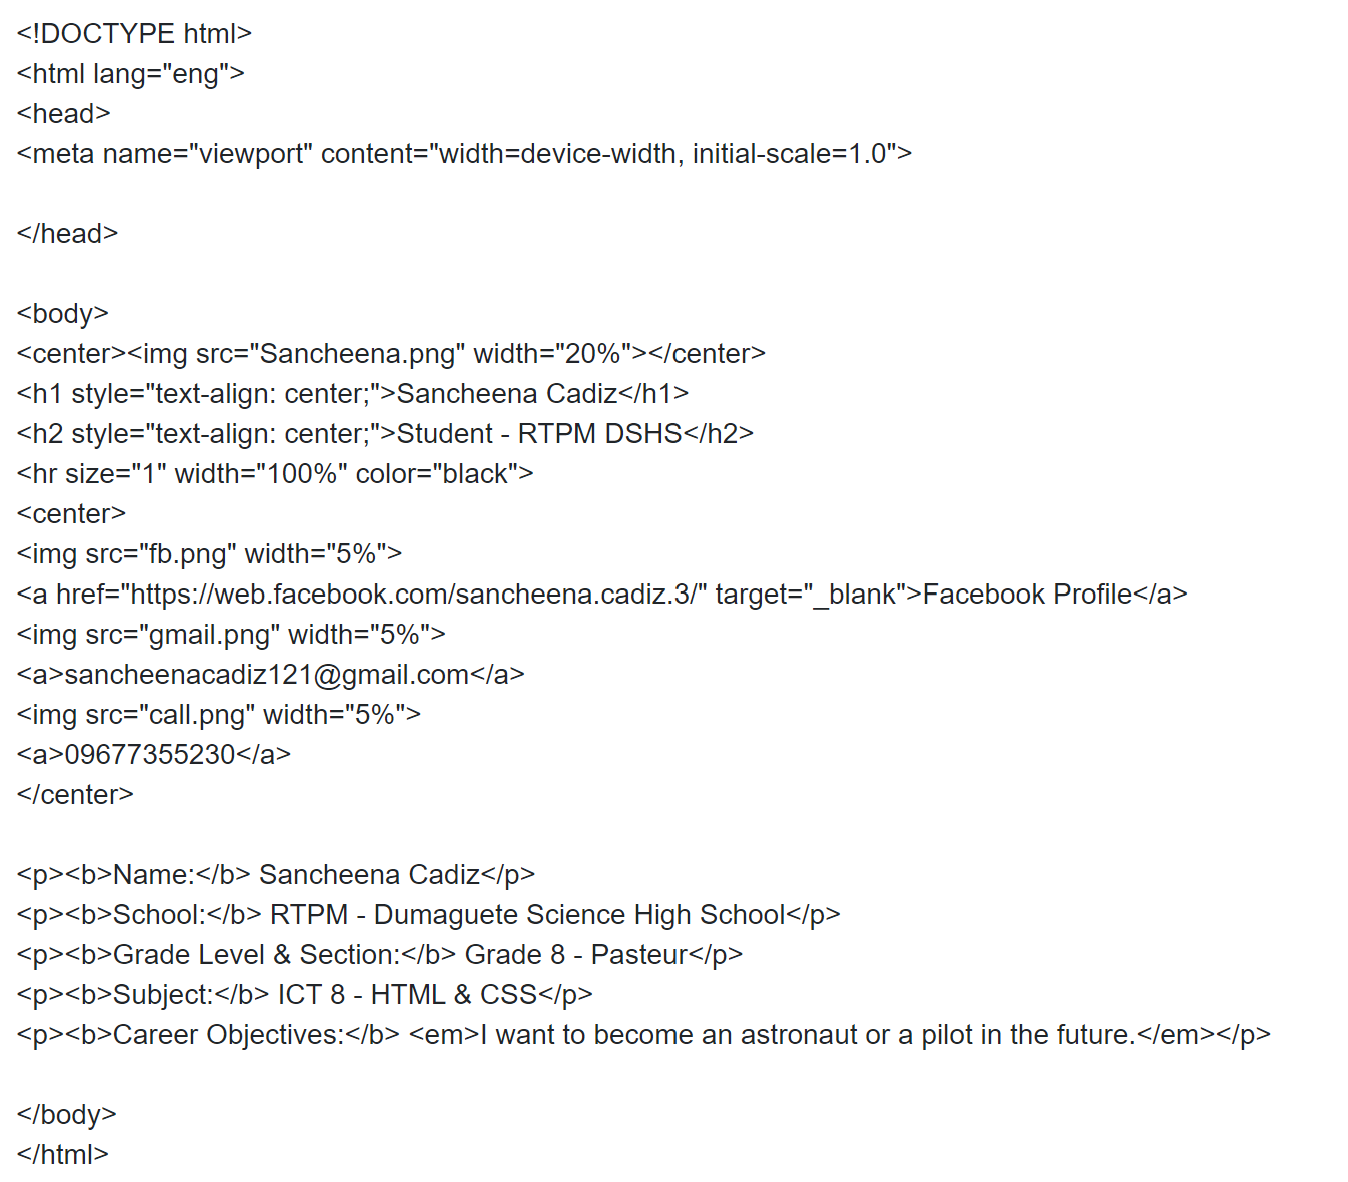 <!DOCTYPE html>
<html lang="eng">
<head>
<meta name="viewport" content="width=device-width, initial-scale=1.0">
</head>
<body>
<center><img src="Sancheena.png" width="20%"></center>
<h1 style="text-align: center;">Sancheena Cadiz</h1>
<h2 style="text-align: center;">Student - RTPM DSHS</h2>
<hr size="1" width="100%" color="black">
<center>
<img src="fb.png" width="5%">
<a href="https://web.facebook.com/sancheena.cadiz.3/" target="_blank">Facebook Profile</a>
<img src="gmail.png" width="5%">
<a>sancheenacadiz121@gmail.com</a>
<img src="call.png" width="5%">
<a>09677355230</a>
</center>
<p><b>Name:</b> Sancheena Cadiz</p>
<p><b>School:</b> RTPM - Dumaguete Science High School</p>
<p><b>Grade Level & Section:</b> Grade 8 - Pasteur</p>
<p><b>Subject:</b> ICT 8 - HTML & CSS</p>
<p><b>Career Objectives:</b> <em>I want to become an astronaut or a pilot in the future.</em></p>
</body>
</html>